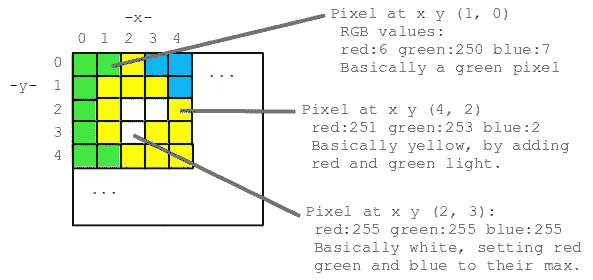 -x-
0 1 2 3 4
-y-
0
1
2
3
4
...
...
Pixel at x y (1, 0)
RGB values:
red:6 green:250 blue:7
Basically a green pixel
Pixel at x y (4, 2)
red:251 green:253 blue:2
Basically yellow, by adding
red and green light.
Pixel at x y (2, 3):
red:255 green:255 blue:255
Basically white, setting red
green and blue to their max.